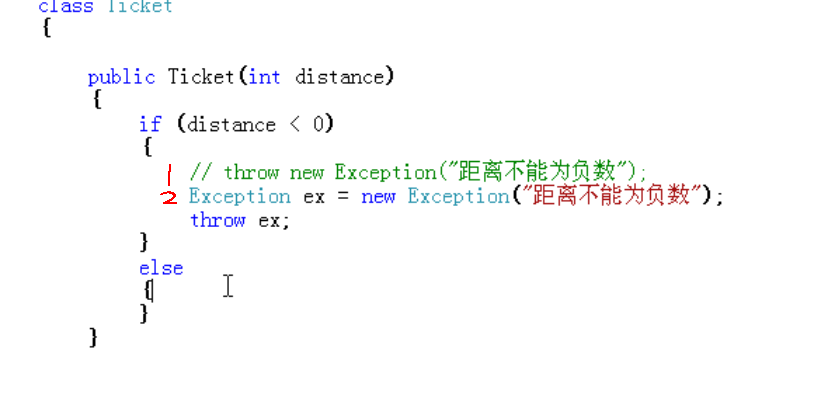 class Ticket
{
public Ticket(int distance)
{
if (distance < 0)
{
1 // throw new Exception("距离不能为负数");
2 Exception ex = new Exception("距离不能为负数");
throw ex;
}
else
{
}
}